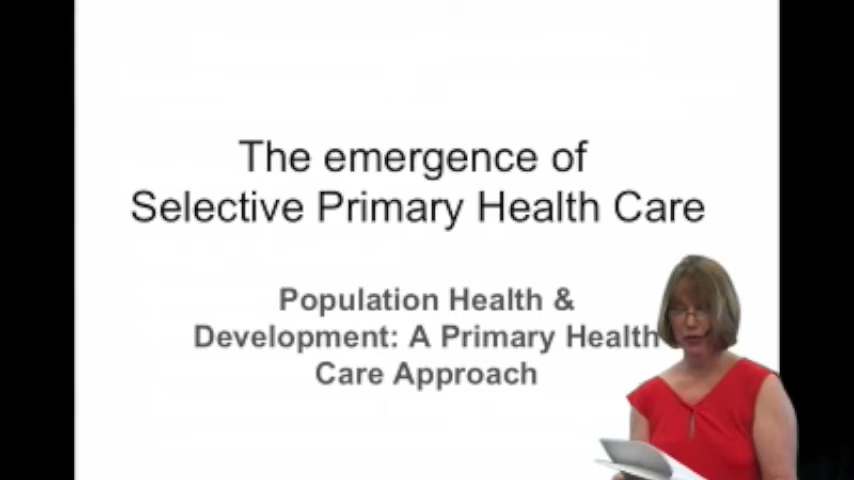 The emergence of
Selective Primary Health Care
Population Health &
Development: A Primary Health
Care Approach